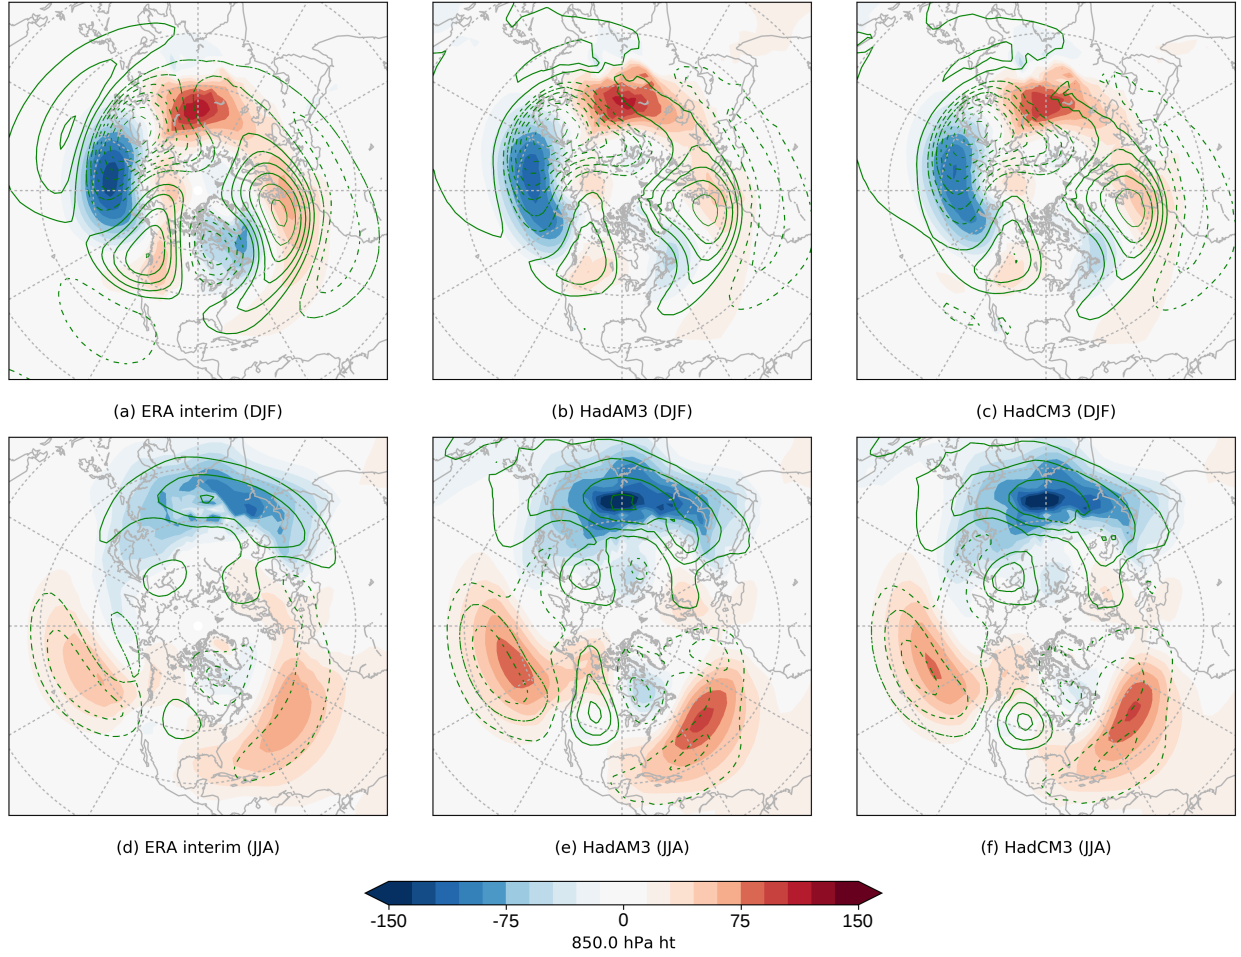 (a) ERA interim (DJF)
(b) HadAM3 (DJF)
(c) HadCM3 (DJF)
(d) ERA interim (JJA)
(e) HadAM3 (JJA)
(f) HadCM3 (JJA)
-150 -75 0 75 150
850.0 hPa ht